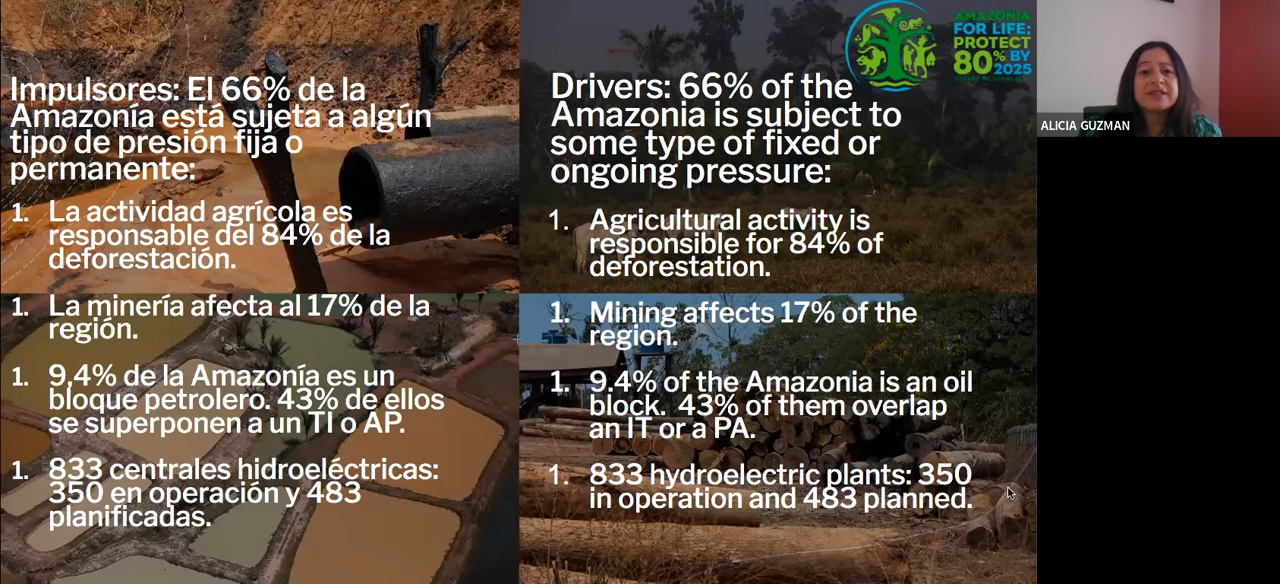 Impulsores: El 66% de la
Amazonía está sujeta a algún
tipo de presión fija o
permanente:
1. La actividad agrícola es
responsable del 84% de la
deforestación.
1. La minería afecta al 17% de la
región.
1. 9,4% de la Amazonía es un
bloque petrolero. 43% de ellos
se superponen a un TI o AP.
1. 833 centrales hidroeléctricas:
350 en operación y 483
planificadas.
Drivers: 66% of the
Amazonia is subject to
some type of fixed or
ongoing pressure:
1. Agricultural activity is
responsible for 84% of
deforestation.
1. Mining affects 17% of the
region.
1. 9.4% of the Amazonia is an oil
block. 43% of them overlap
an IT or a PA.
1. 833 hydroelectric plants: 350
in operation and 483 planned.
AMAZONIA
FOR LIFE:
PROTECT
80% BY
2025
ALICIA GUZMAN